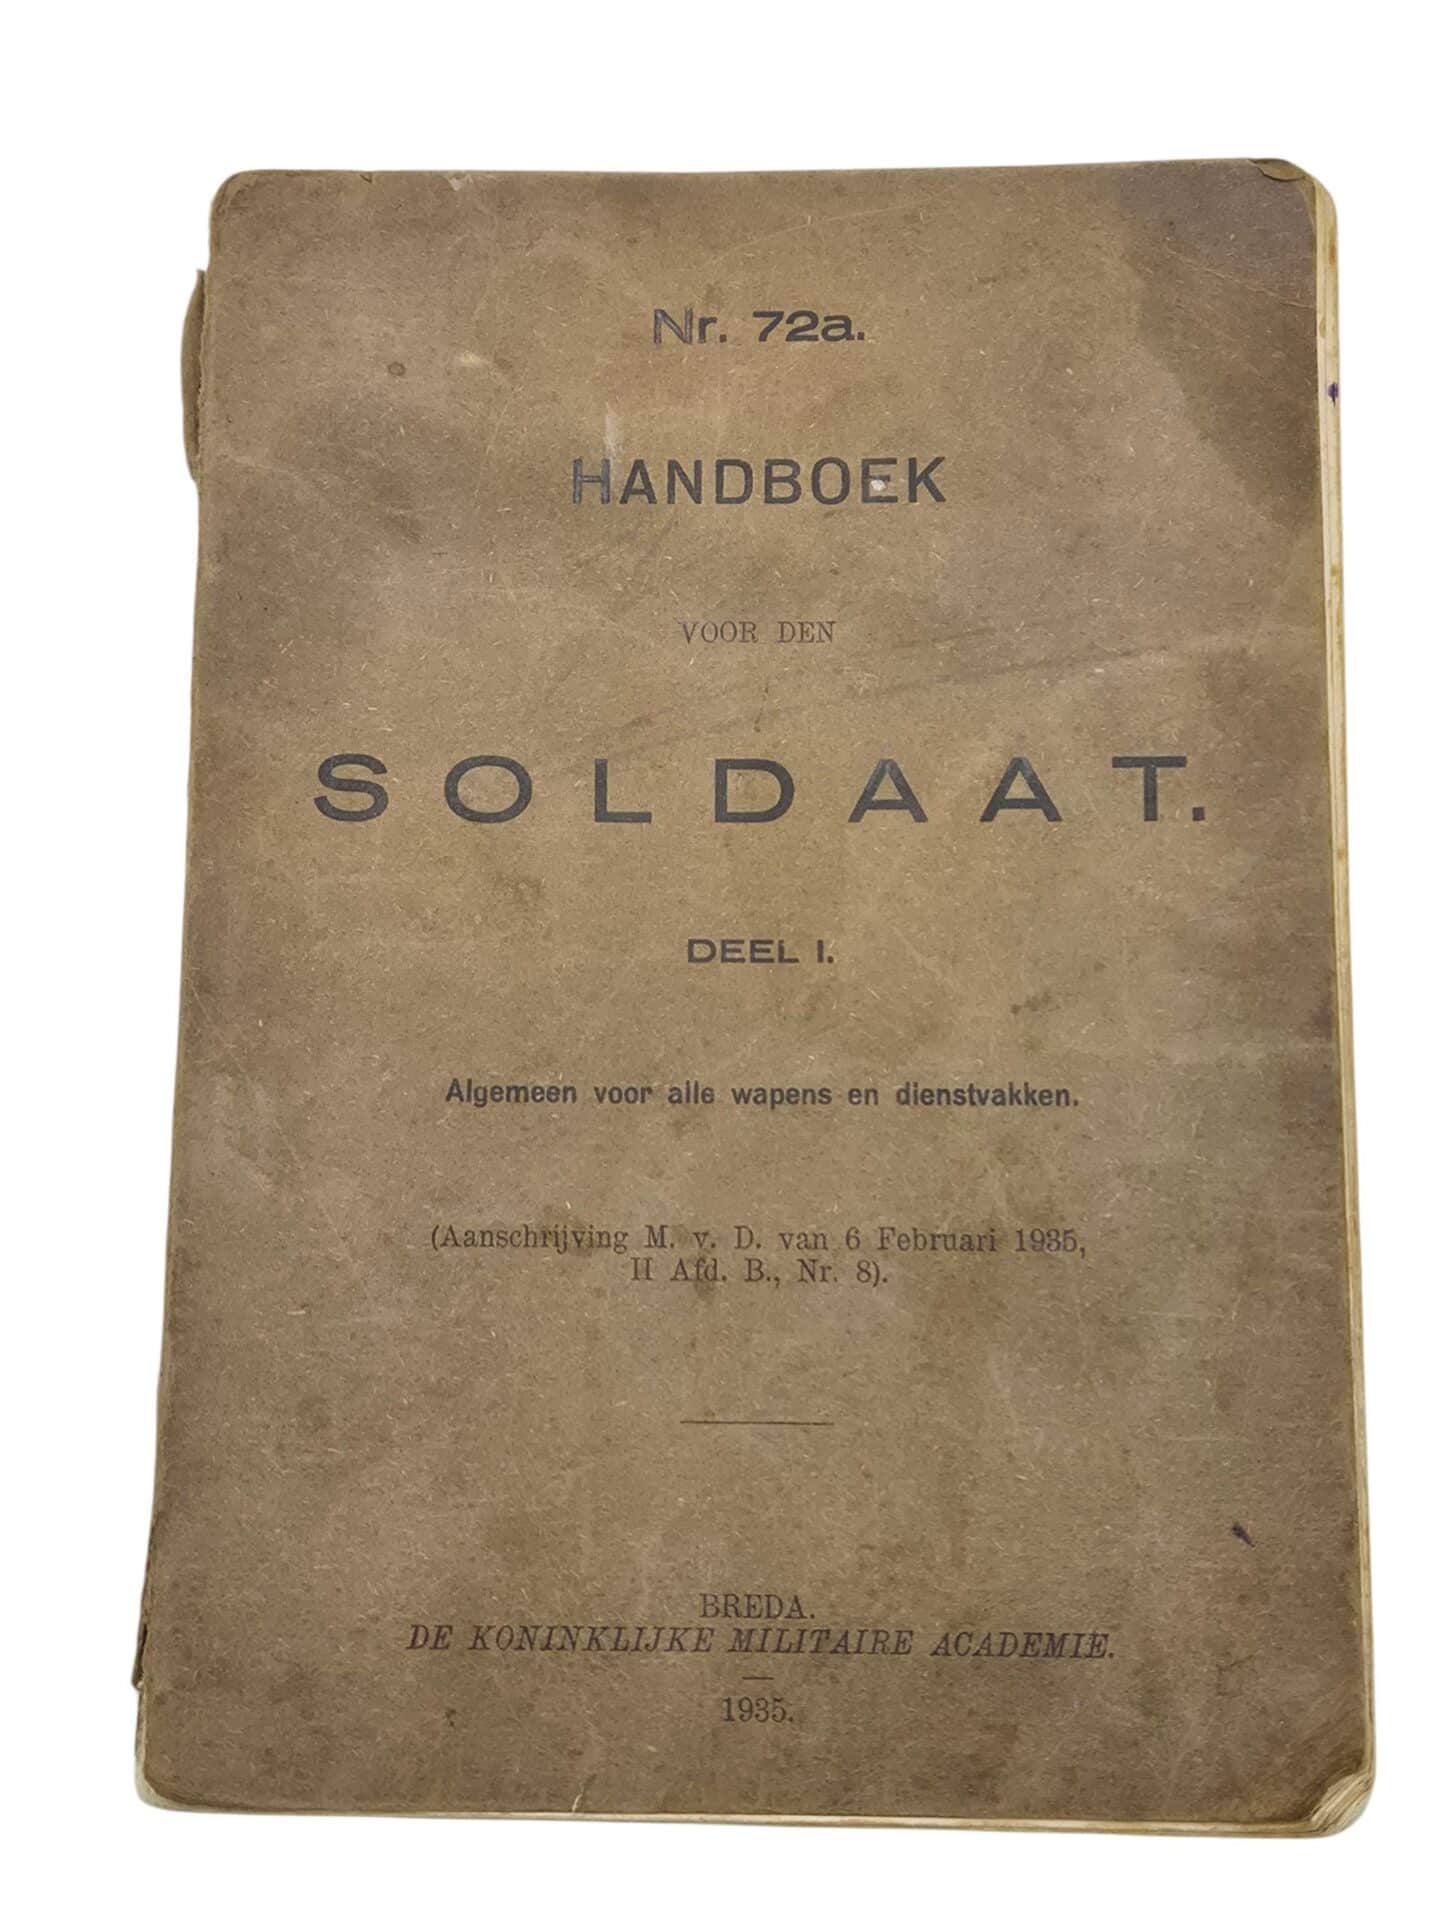 Nr. 72a.
HANDBOEK
VOOR DEN
SOLDAAT.
DEEL I.
Algemeen voor alle wapens en dienstvakken.
(Aanschrijving M. v. D. van 6 Februari 1935,
II Afd. B., Nr. 8).
BREDA.
DE KONINKLIJKE MILITAIRE ACADEMIE.
1935.